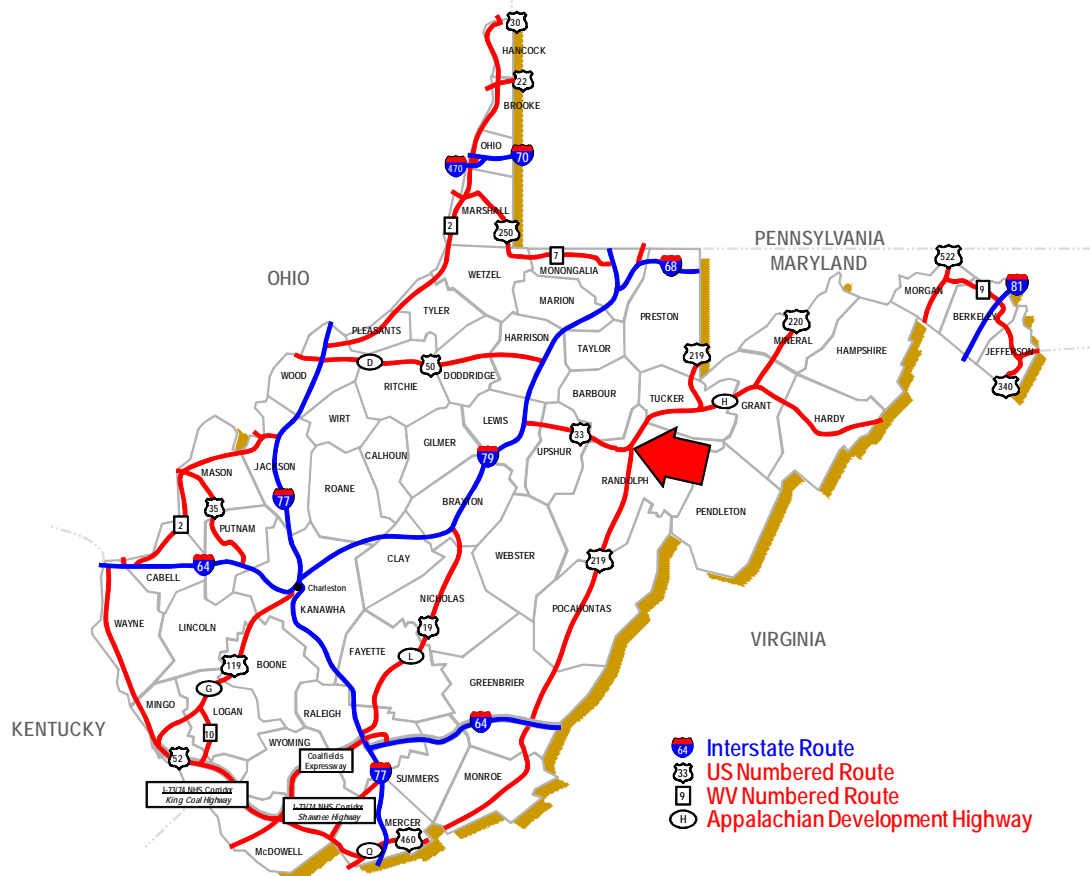 30
HANCOCK
22
BROOKE
OHIO
470
70
MARSHALL
2
250
PENNSYLVANIA
MARYLAND
OHIO
7
MONONGALIA
68
WETZEL
MARION
TYLER
PRESTON
522
MORGAN
9
81
BERKELEY
JEFFERSON
340
PLEASANTS
HARRISON
TAYLOR
220
MINERAL
HAMPSHIRE
219
WOOD
D
50
RITCHIE
DODDRIDGE
BARBOUR
TUCKER
H
GRANT
HARDY
WIRT
LEWIS
33
UPSHUR
GILMER
CALHOUN
79
RANDOLPH
MASON
JACKSON
ROANE
BRAXTON
PENDLETON
77
35
2
PUTNAM
CLAY
WEBSTER
219
64
CABELL
Charleston
KANAWHA
NICHOLAS
POCAHONTAS
WAYNE
LINCOLN
19
VIRGINIA
FAYETTE
L
119
BOONE
GREENBRIER
G
MINGO
LOGAN
RALEIGH
KENTUCKY
10
WYOMING
64
52
Coalfields
Expressway
77
SUMMERS
MONROE
I-73/74 NHS Corridor
King Coal Highway
I-73/74 NHS Corridor
Shawnee Highway
MERCER
460
Q
McDOWELL
64 Interstate Route
33 US Numbered Route
9 WV Numbered Route
H Appalachian Development Highway